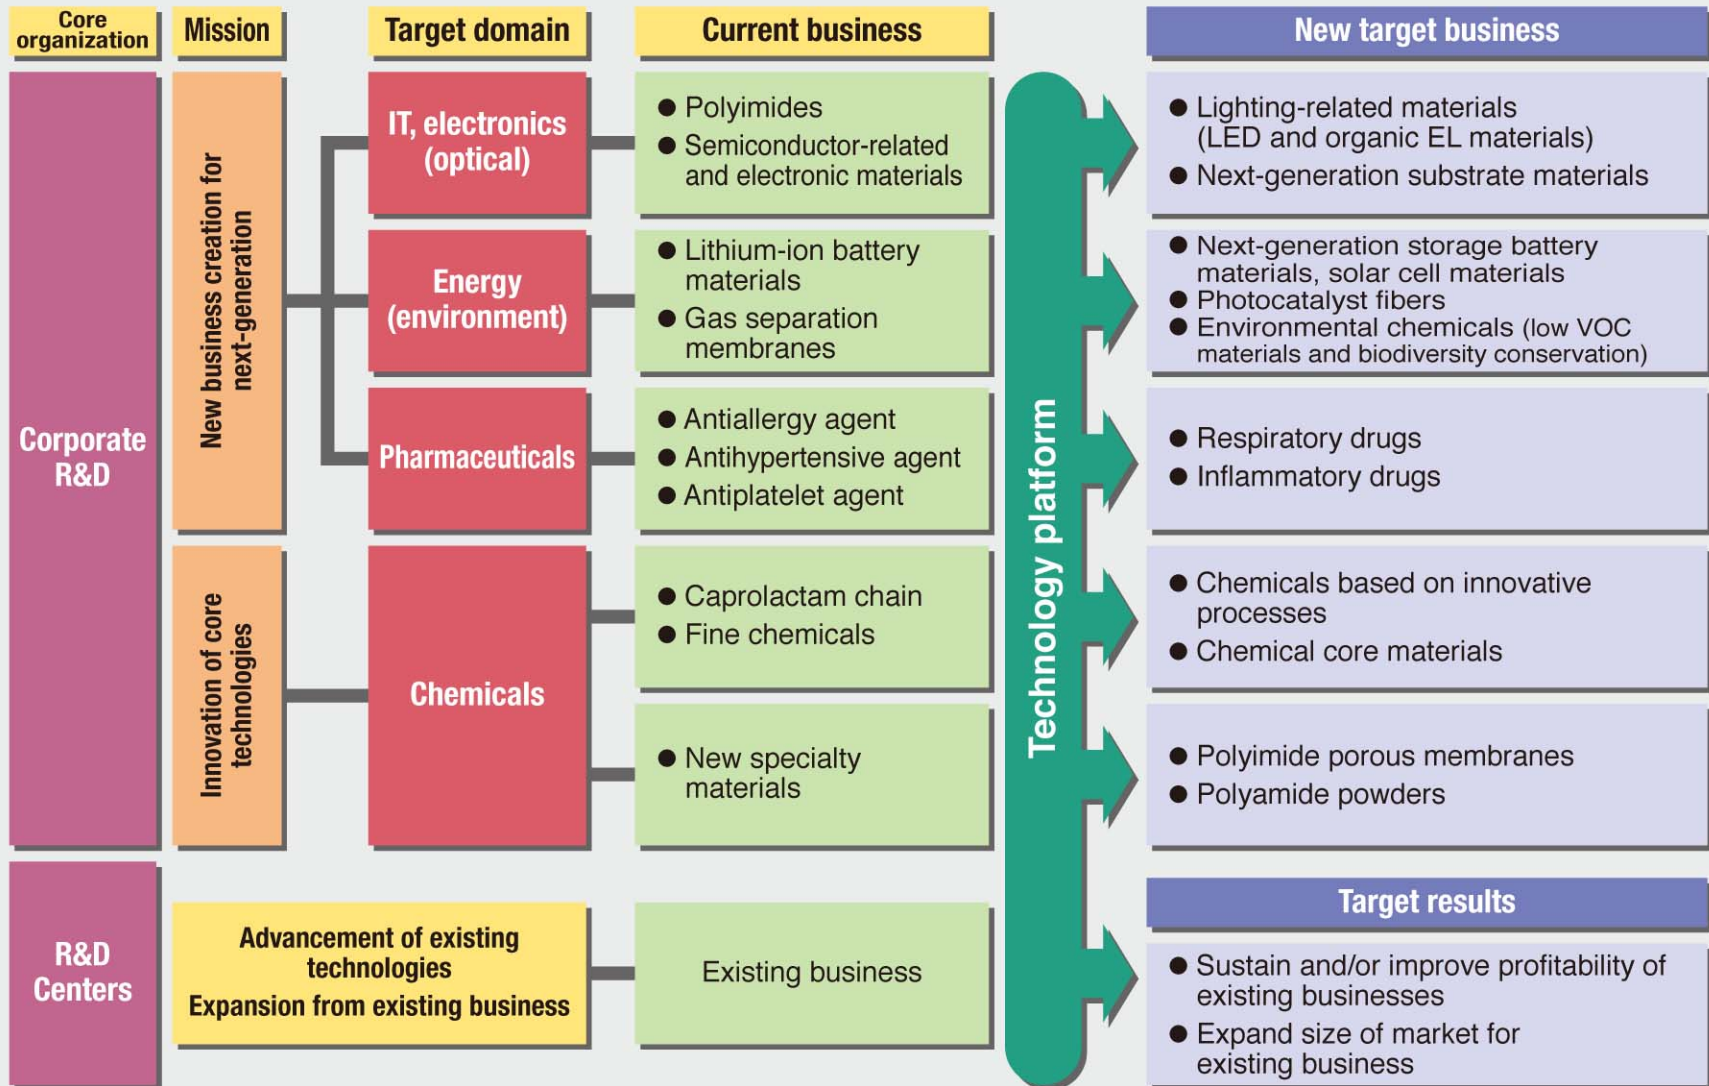 Core
organization
Mission
Target domain
Current business
New target business
Corporate
R&D
New business creation for
next-generation
IT, electronics
(optical)
● Polyimides
● Semiconductor-related
and electronic materials
● Lighting-related materials
(LED and organic EL materials)
● Next-generation substrate materials
Energy
(environment)
● Lithium-ion battery
materials
● Gas separation
membranes
● Next-generation storage battery
materials, solar cell materials
● Photocatalyst fibers
● Environmental chemicals (low VOC
materials and biodiversity conservation)
Pharmaceuticals
● Antiallergy agent
● Antihypertensive agent
● Antiplatelet agent
Technology platform
● Respiratory drugs
● Inflammatory drugs
Innovation of core
technologies
Chemicals
● Caprolactam chain
● Fine chemicals
● Chemicals based on innovative
processes
● Chemical core materials
● New specialty
materials
● Polyimide porous membranes
● Polyamide powders
R&D
Centers
Advancement of existing
technologies
Expansion from existing business
Existing business
Target results
● Sustain and/or improve profitability of
existing businesses
● Expand size of market for
existing business